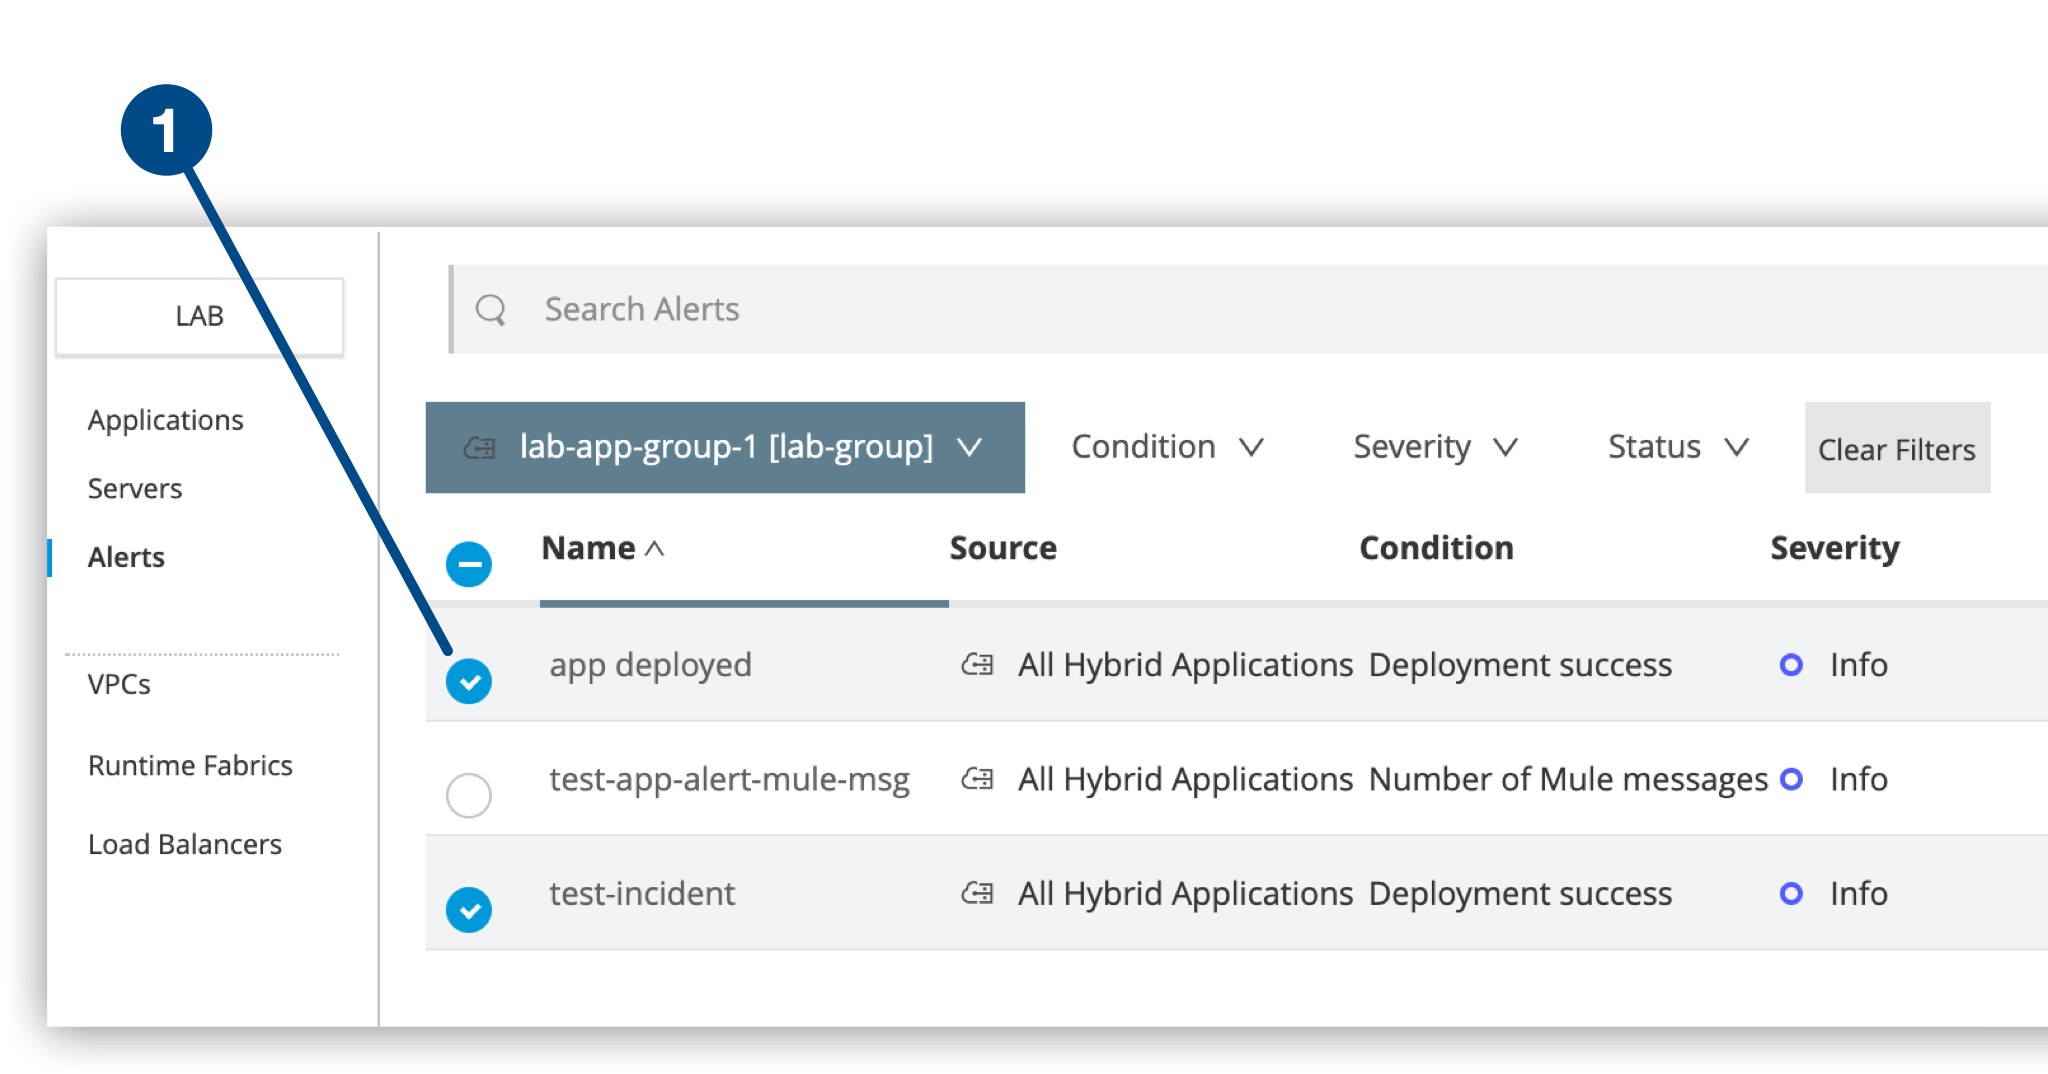 1
LAB
Applications
Servers
Alerts
VPCs
Runtime Fabrics
Load Balancers
Search Alerts
lab-app-group-1 [lab-group] Condition Severity Status Clear Filters
Name Source Condition Severity
app deployed All Hybrid Applications Deployment success Info
test-app-alert-mule-msg All Hybrid Applications Number of Mule messages Info
test-incident All Hybrid Applications Deployment success Info